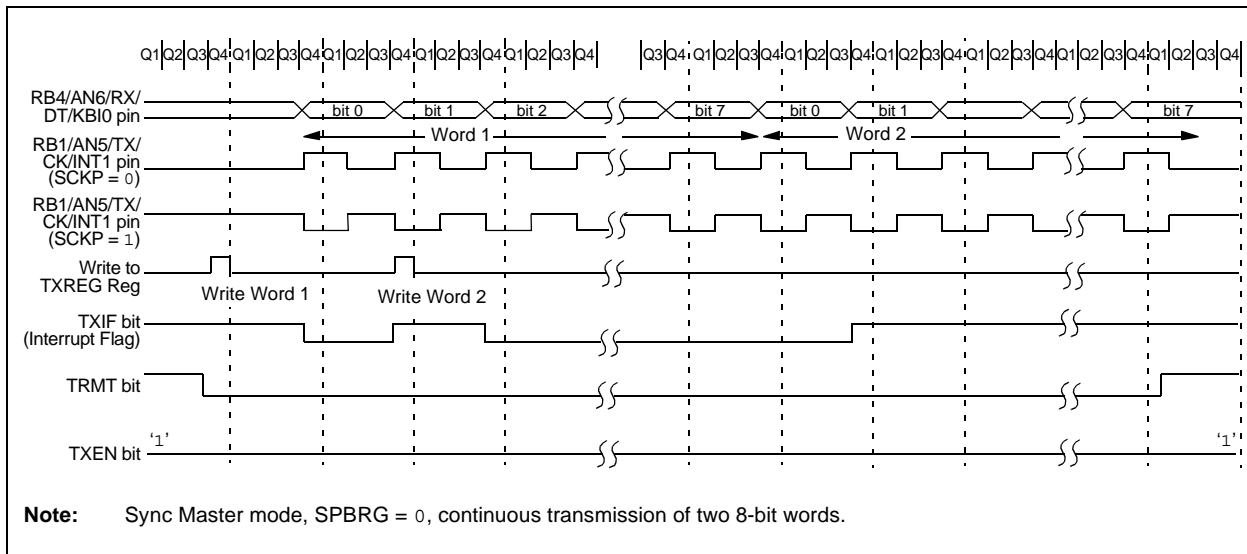 Q1 Q2 Q3 Q4 Q1 Q2 Q3 Q4 Q1 Q2 Q3 Q4 Q1 Q2 Q3 Q4 Q1 Q2 Q3 Q4 Q3 Q4 Q1 Q2 Q3 Q4 Q1 Q2 Q3 Q4 Q1 Q2 Q3 Q4 Q1 Q2 Q3 Q4 Q1 Q2 Q3 Q4 Q1 Q2 Q3 Q4
RB4/AN6/RX/
DT/KBI0 pin
bit 0 bit 1 bit 2 bit 7 bit 0 bit 1 bit 7
Word 1 Word 2
RB1/AN5/TX/
CK/INT1 pin
(SCKP = 0)
RB1/AN5/TX/
CK/INT1 pin
(SCKP = 1)
Write to
TXREG Reg
Write Word 1 Write Word 2
TXIF bit
(Interrupt Flag)
TRMT bit
TXEN bit
‘1’ ‘1’
Note: Sync Master mode, SPBRG = 0, continuous transmission of two 8-bit words.